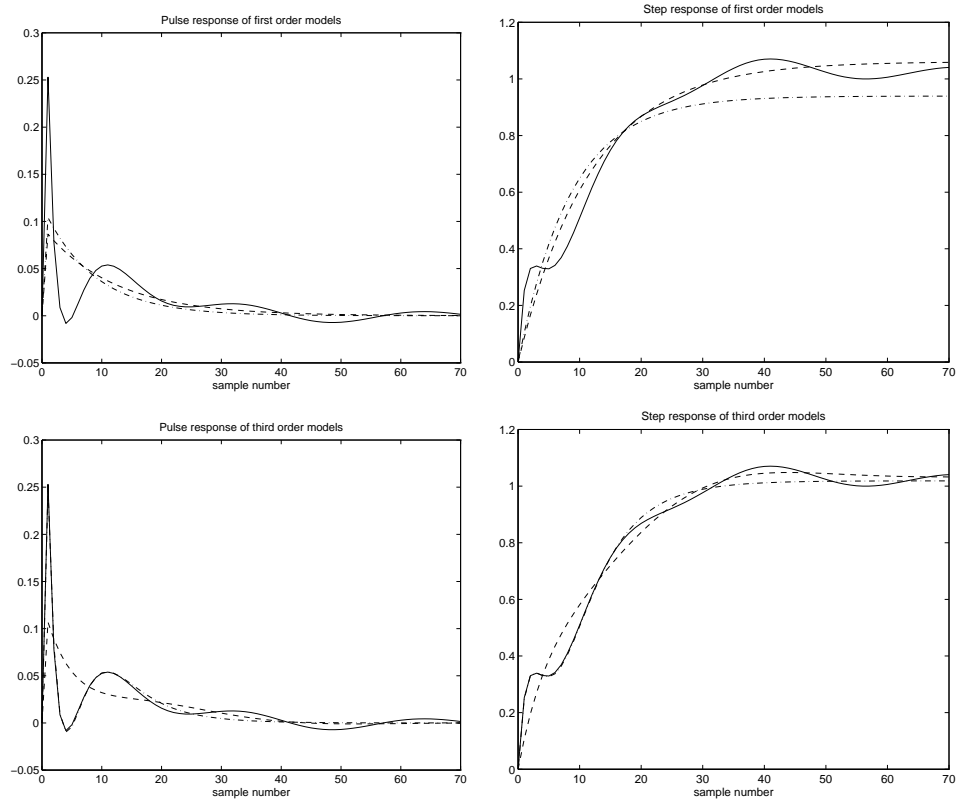 Pulse response of first order models
0.3
0.25
0.2
0.15
0.1
0.05
0
−0.05
0 10 20 30 40 50 60 70
sample number
Step response of first order models
1.2
1
0.8
0.6
0.4
0.2
0
0 10 20 30 40 50 60 70
sample number
Pulse response of third order models
0.3
0.25
0.2
0.15
0.1
0.05
0
−0.05
0 10 20 30 40 50 60 70
sample number
Step response of third order models
1.2
1
0.8
0.6
0.4
0.2
0
0 10 20 30 40 50 60 70
sample number